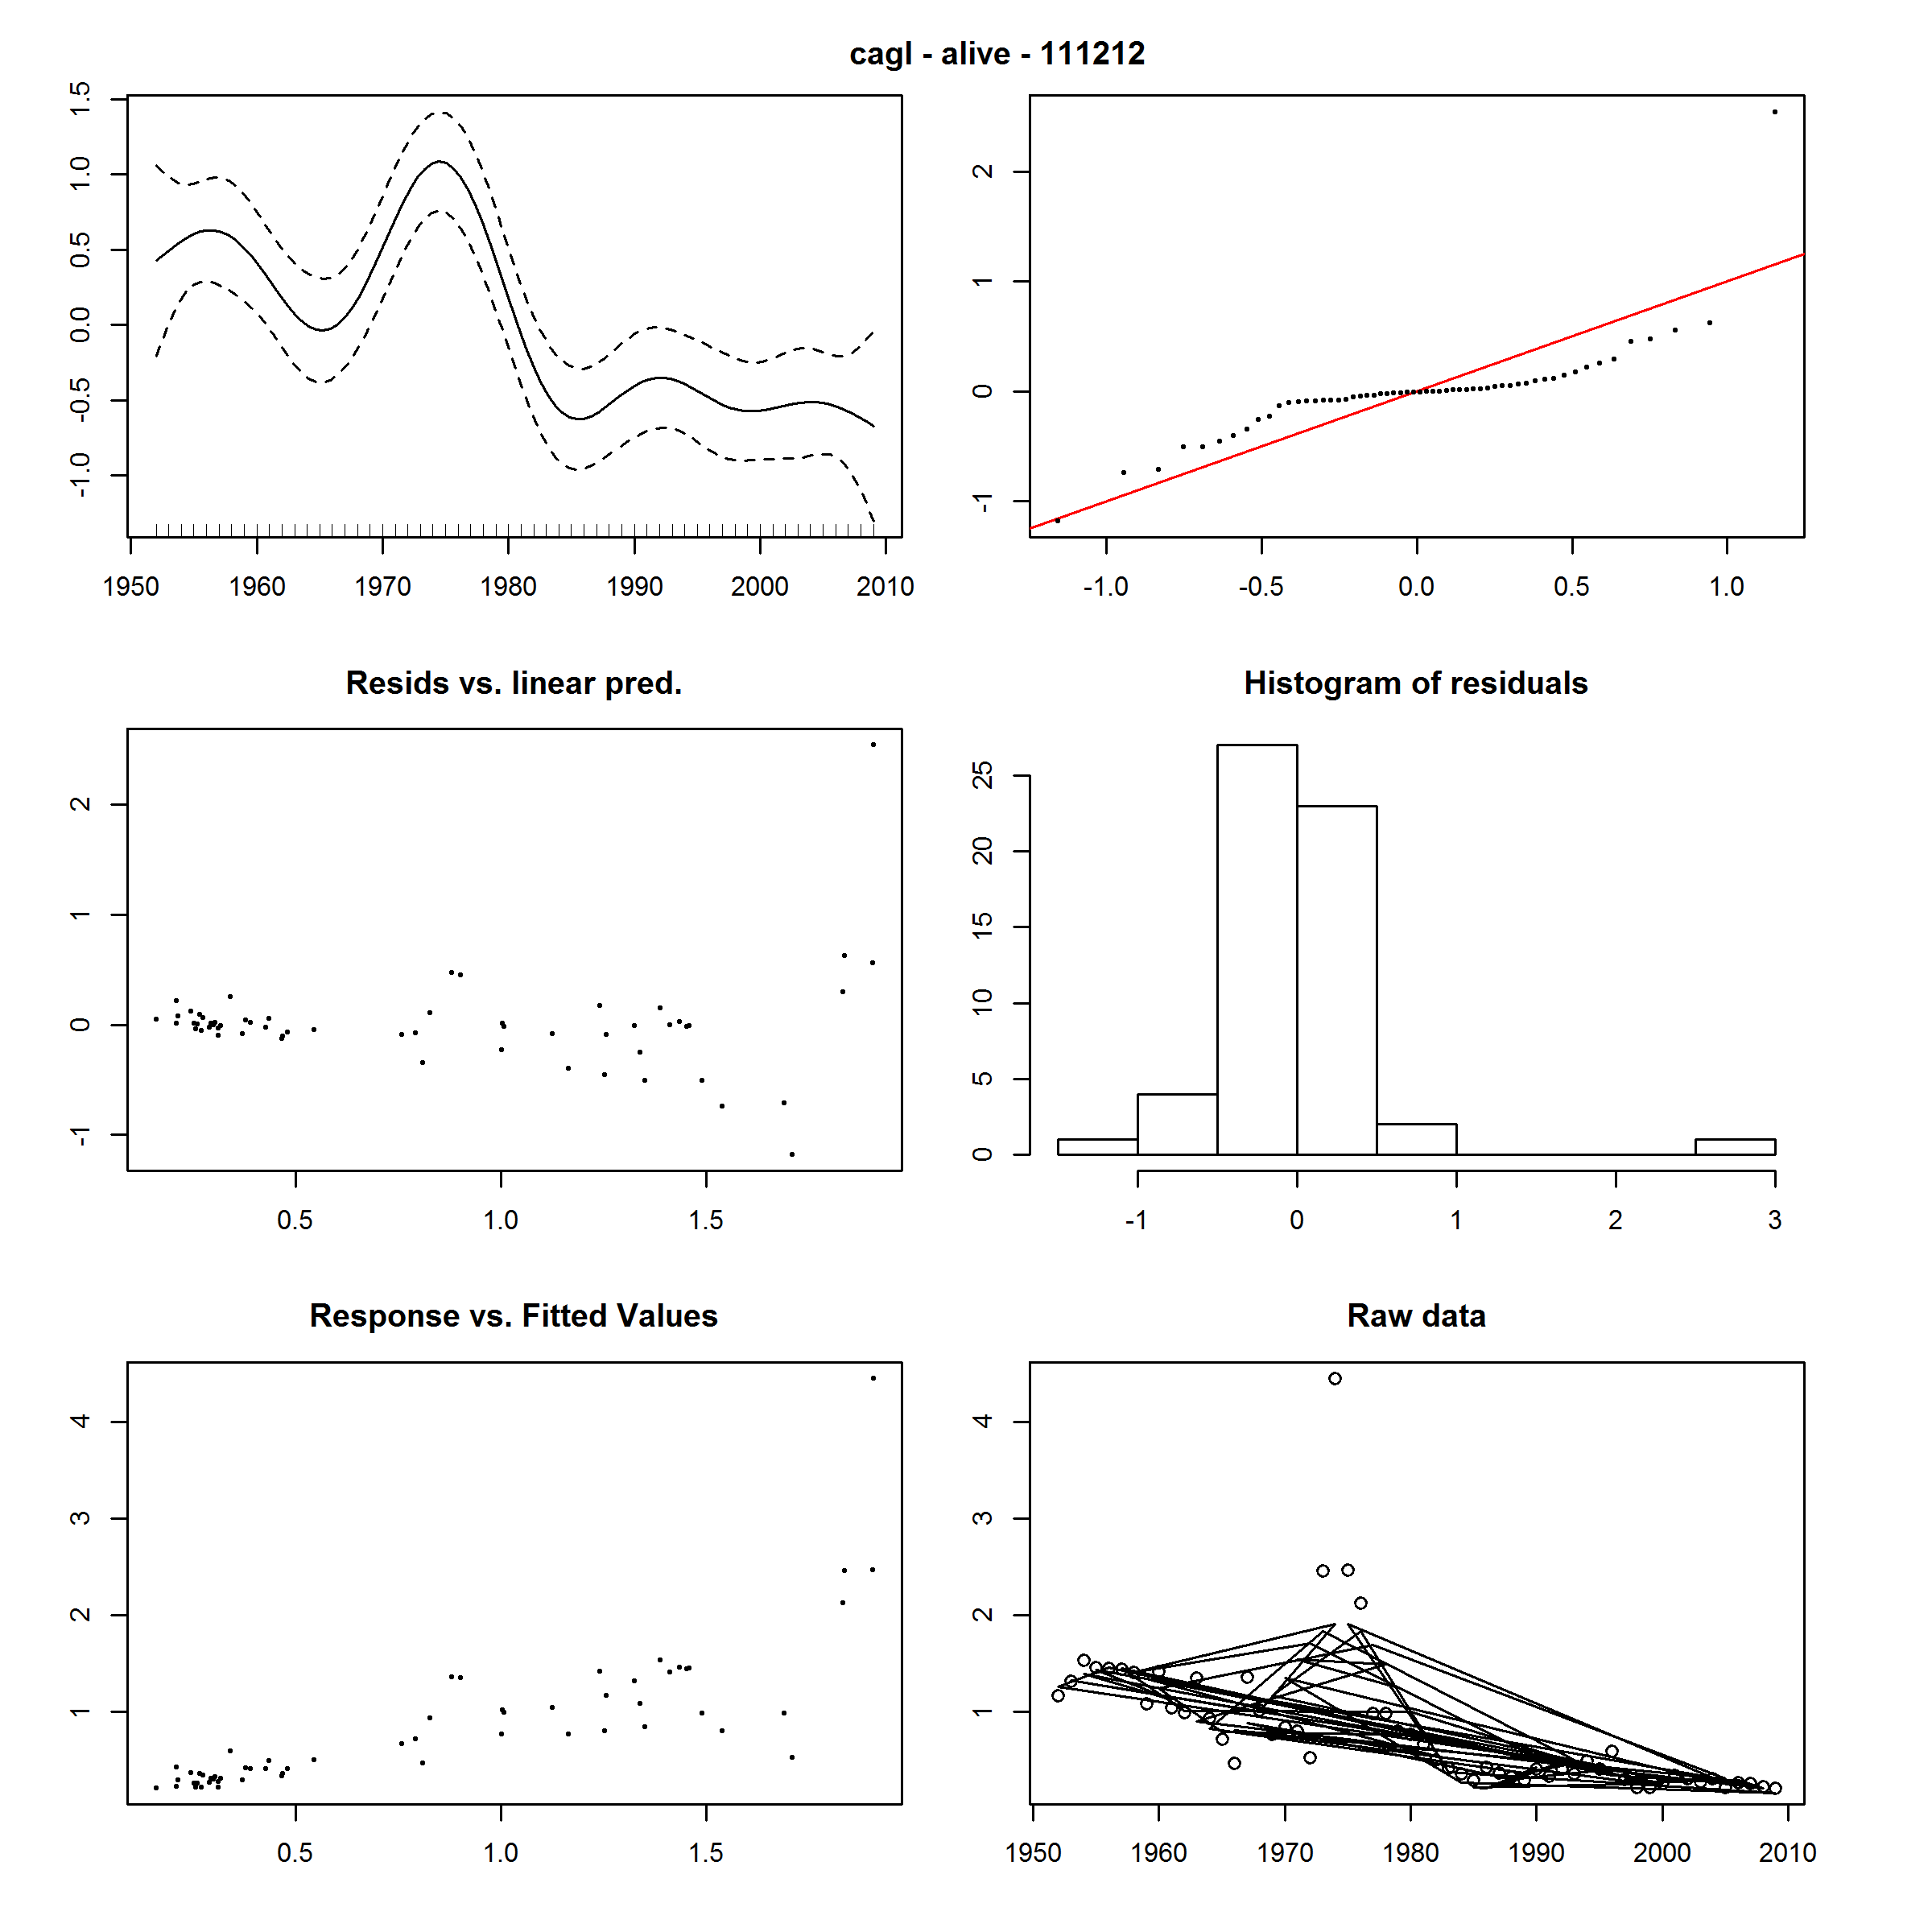 cagl - alive - 111212
1.5
1.0
0.5
0.0
-0.5
-1.0
1950 1960 1970 1980 1990 2000 2010
2
1
0
-1
-1.0 -0.5 0.0 0.5 1.0
Resids vs. linear pred.
2
1
0
-1
0.5 1.0 1.5
Histogram of residuals
25
20
15
10
5
0
-1 0 1 2 3
Response vs. Fitted Values
4
3
2
1
0.5 1.0 1.5
Raw data
4
3
2
1
1950 1960 1970 1980 1990 2000 2010